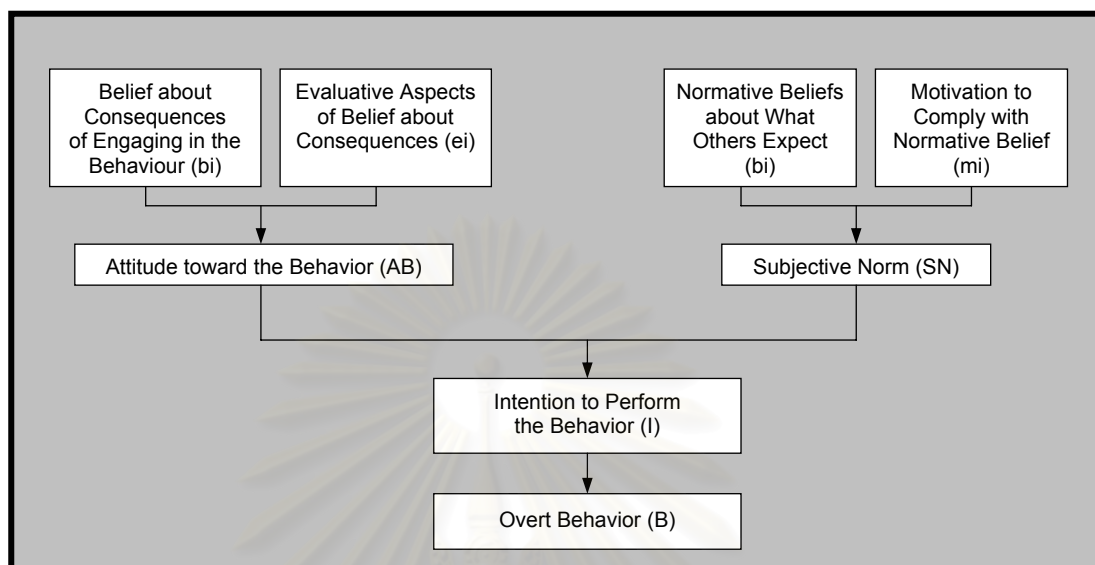 Belief about
Consequences
of Engaging in the
Behaviour (bi)
Evaluative Aspects
of Belief about
Consequences (ei)
Normative Beliefs
about What
Others Expect
(bi)
Motivation to
Comply with
Normative Belief
(mi)
Attitude toward the Behavior (AB)
Subjective Norm (SN)
Intention to Perform
the Behavior (I)
Overt Behavior (B)